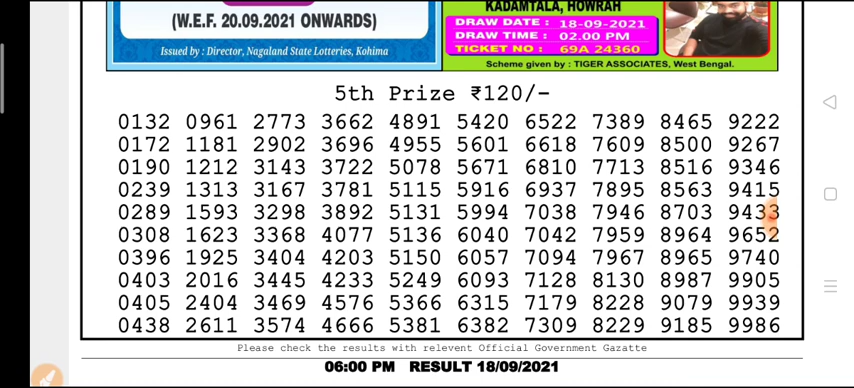 (W.E.F. 20.09.2021 ONWARDS)
Issued by : Director, Nagaland State Lotteries, Kohima
KADAMTALA, HOWRAH
DRAW DATE : 18-09-2021
DRAW TIME : 02.00 PM
TICKET NO : 69A 24360
Scheme given by : TIGER ASSOCIATES, West Bengal.
5th Prize ₹120/-
0132 0961 2773 3662 4891 5420 6522 7389 8465 9222
0172 1181 2902 3696 4955 5601 6618 7609 8500 9267
0190 1212 3143 3722 5078 5671 6810 7713 8516 9346
0239 1313 3167 3781 5115 5916 6937 7895 8563 9415
0289 1593 3298 3892 5131 5994 7038 7946 8703 9433
0308 1623 3368 4077 5136 6040 7042 7959 8964 9652
0396 1925 3404 4203 5150 6057 7094 7967 8965 9740
0403 2016 3445 4233 5249 6093 7128 8130 8987 9905
0405 2404 3469 4576 5366 6315 7179 8228 9079 9939
0438 2611 3574 4666 5381 6382 7309 8229 9185 9986
Please check the results with relevent Official Government Gazatte
06:00 PM RESULT 18/09/2021